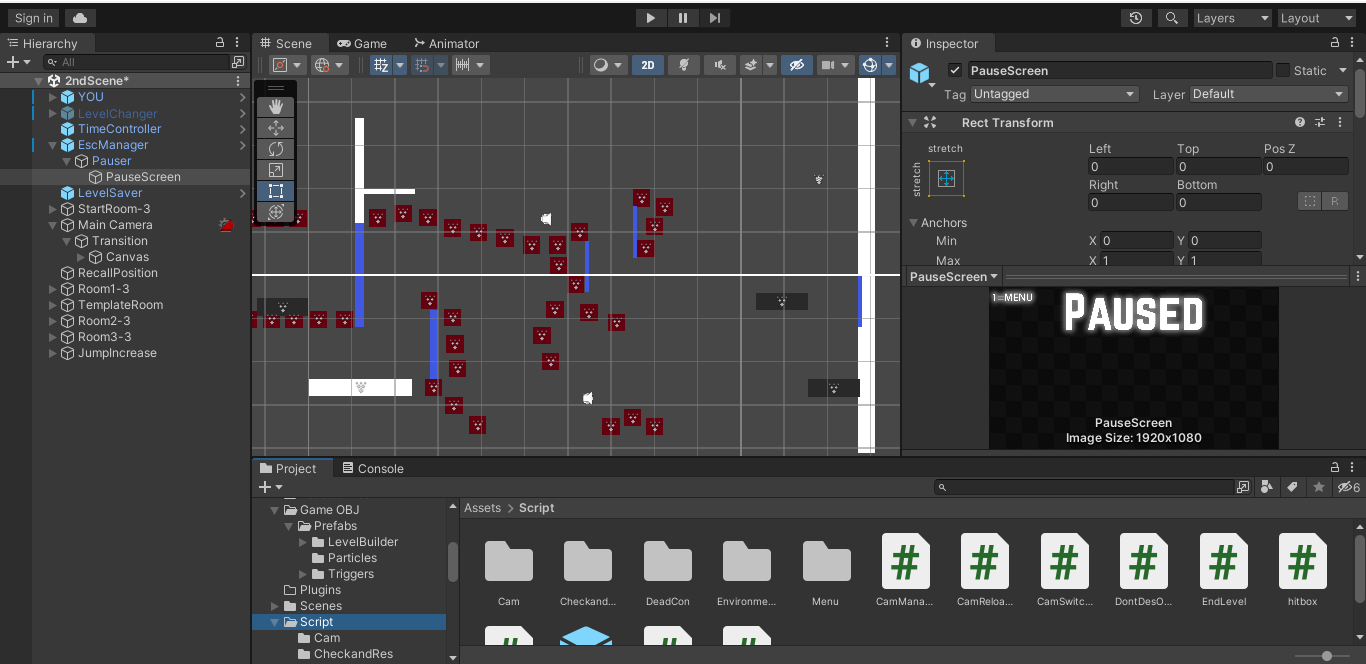 Sign in
Layers
Layout
Hierarchy
Scene
Game
Animator
Inspector
All
2D
PauseScreen
Static
Tag
Untagged
Layer
Default
2ndScene*
YOU
LevelChanger
TimeController
EscManager
Pauser
PauseScreen
LevelSaver
StartRoom-3
Main Camera
Transition
Canvas
RecallPosition
Room1-3
TemplateRoom
Room2-3
Room3-3
JumpIncrease
Rect Transform
stretch
stretch
Left
Top
Pos Z
0
0
0
Right
Bottom
0
0
R
Anchors
Min
X
0
Y
0
Max
X
1
Y
1
PauseScreen
1=MENU
PAUSED
PauseScreen
Image Size: 1920x1080
Project
Console
6
Game OBJ
Prefabs
LevelBuilder
Particles
Triggers
Plugins
Scenes
Script
Cam
CheckandRes
Assets > Script
Cam
Checkand...
DeadCon
Environme...
Menu
CamMana...
CamReloa...
CamSwitc...
DontDesO...
EndLevel
hitbox